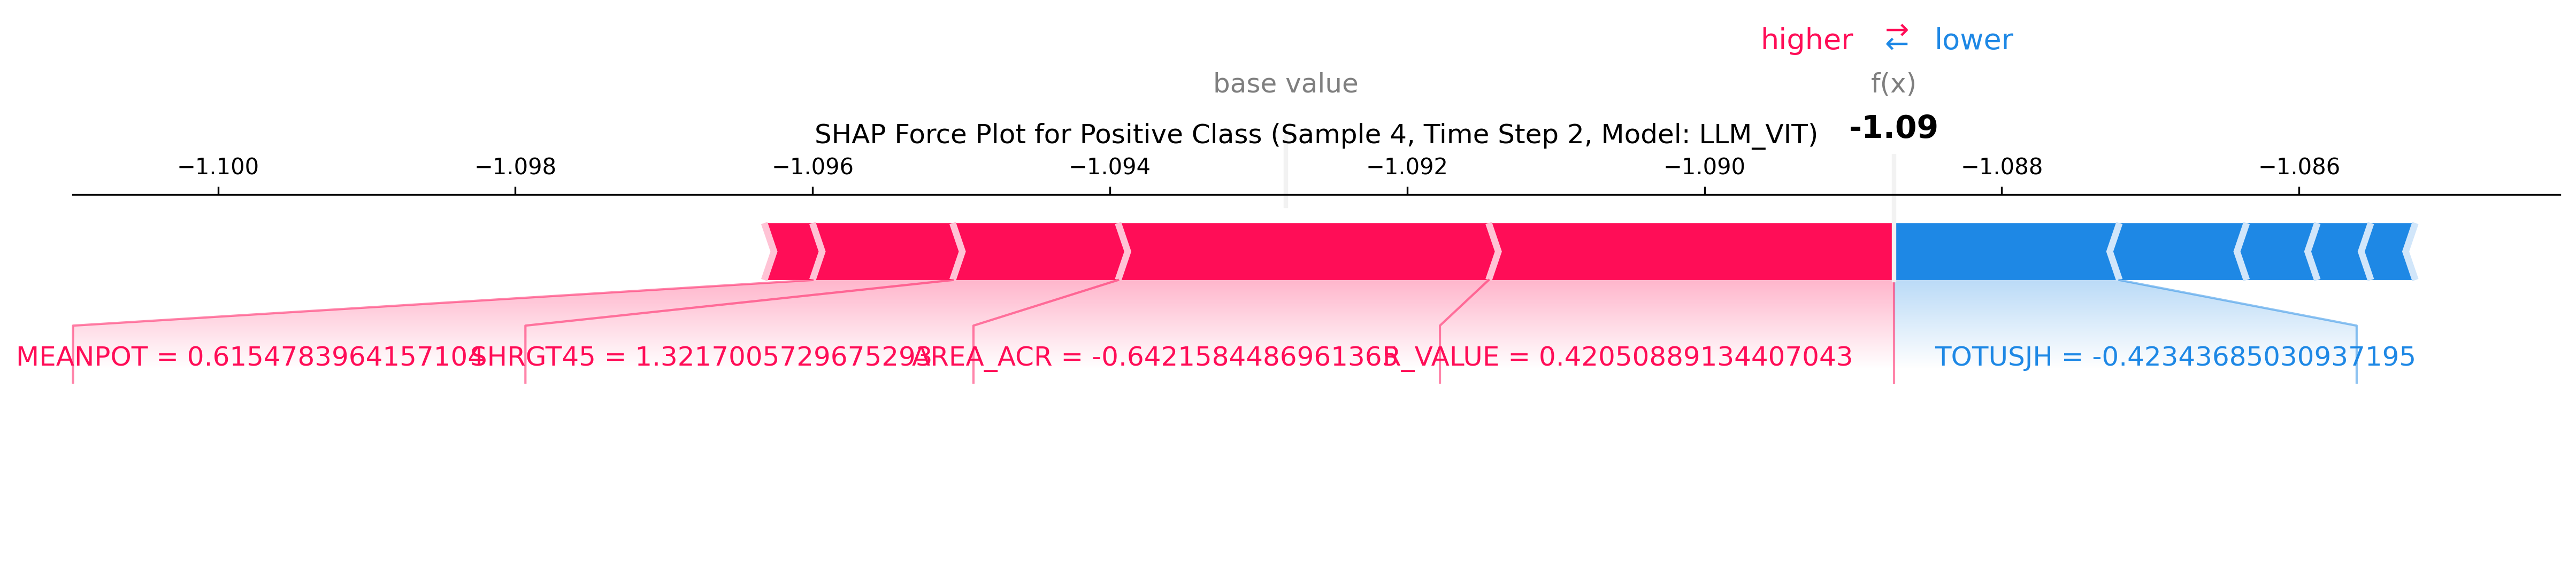 higher ⇄ lower
base value f(x)
SHAP Force Plot for Positive Class (Sample 4, Time Step 2, Model: LLM_VIT) -1.09
−1.100 −1.098 −1.096 −1.094 −1.092 −1.090 −1.088 −1.086
MEANPOT = 0.6154783964157104 SHRGT45 = 1.3217005729675293 AREA_ACR = -0.6421584486961365 R_VALUE = 0.42050889134407043 TOTUSJH = -0.42343685030937195